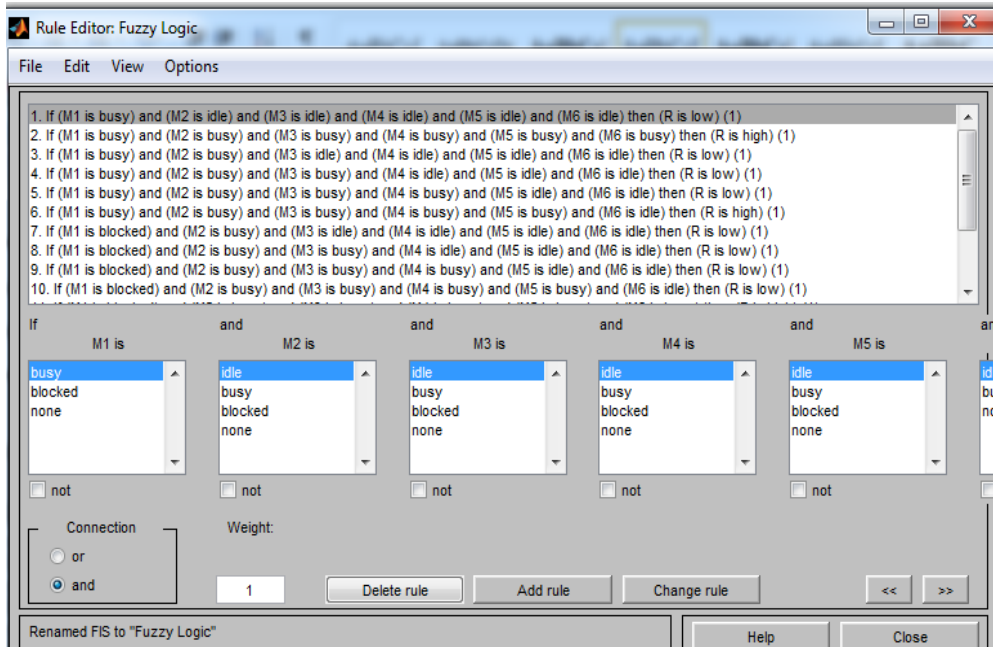 Rule Editor: Fuzzy Logic
File Edit View Options
1. If (M1 is busy) and (M2 is idle) and (M3 is idle) and (M4 is idle) and (M5 is idle) and (M6 is idle) then (R is low) (1)
2. If (M1 is busy) and (M2 is busy) and (M3 is busy) and (M4 is busy) and (M5 is busy) and (M6 is busy) then (R is high) (1)
3. If (M1 is busy) and (M2 is busy) and (M3 is idle) and (M4 is idle) and (M5 is idle) and (M6 is idle) then (R is low) (1)
4. If (M1 is busy) and (M2 is busy) and (M3 is busy) and (M4 is idle) and (M5 is idle) and (M6 is idle) then (R is low) (1)
5. If (M1 is busy) and (M2 is busy) and (M3 is busy) and (M4 is busy) and (M5 is idle) and (M6 is idle) then (R is low) (1)
6. If (M1 is busy) and (M2 is busy) and (M3 is busy) and (M4 is busy) and (M5 is busy) and (M6 is idle) then (R is high) (1)
7. If (M1 is blocked) and (M2 is busy) and (M3 is idle) and (M4 is idle) and (M5 is idle) and (M6 is idle) then (R is low) (1)
8. If (M1 is blocked) and (M2 is busy) and (M3 is busy) and (M4 is idle) and (M5 is idle) and (M6 is idle) then (R is low) (1)
9. If (M1 is blocked) and (M2 is busy) and (M3 is busy) and (M4 is busy) and (M5 is idle) and (M6 is idle) then (R is low) (1)
10. If (M1 is blocked) and (M2 is busy) and (M3 is busy) and (M4 is busy) and (M5 is busy) and (M6 is idle) then (R is low) (1)
If and and and and
M1 is M2 is M3 is M4 is M5 is
busy idle idle idle idle
blocked busy busy busy busy
none blocked blocked blocked blocked
none none none none
not not not not not
Connection Weight:
or
and 1 Delete rule Add rule Change rule << >>
Renamed FIS to "Fuzzy Logic" Help Close